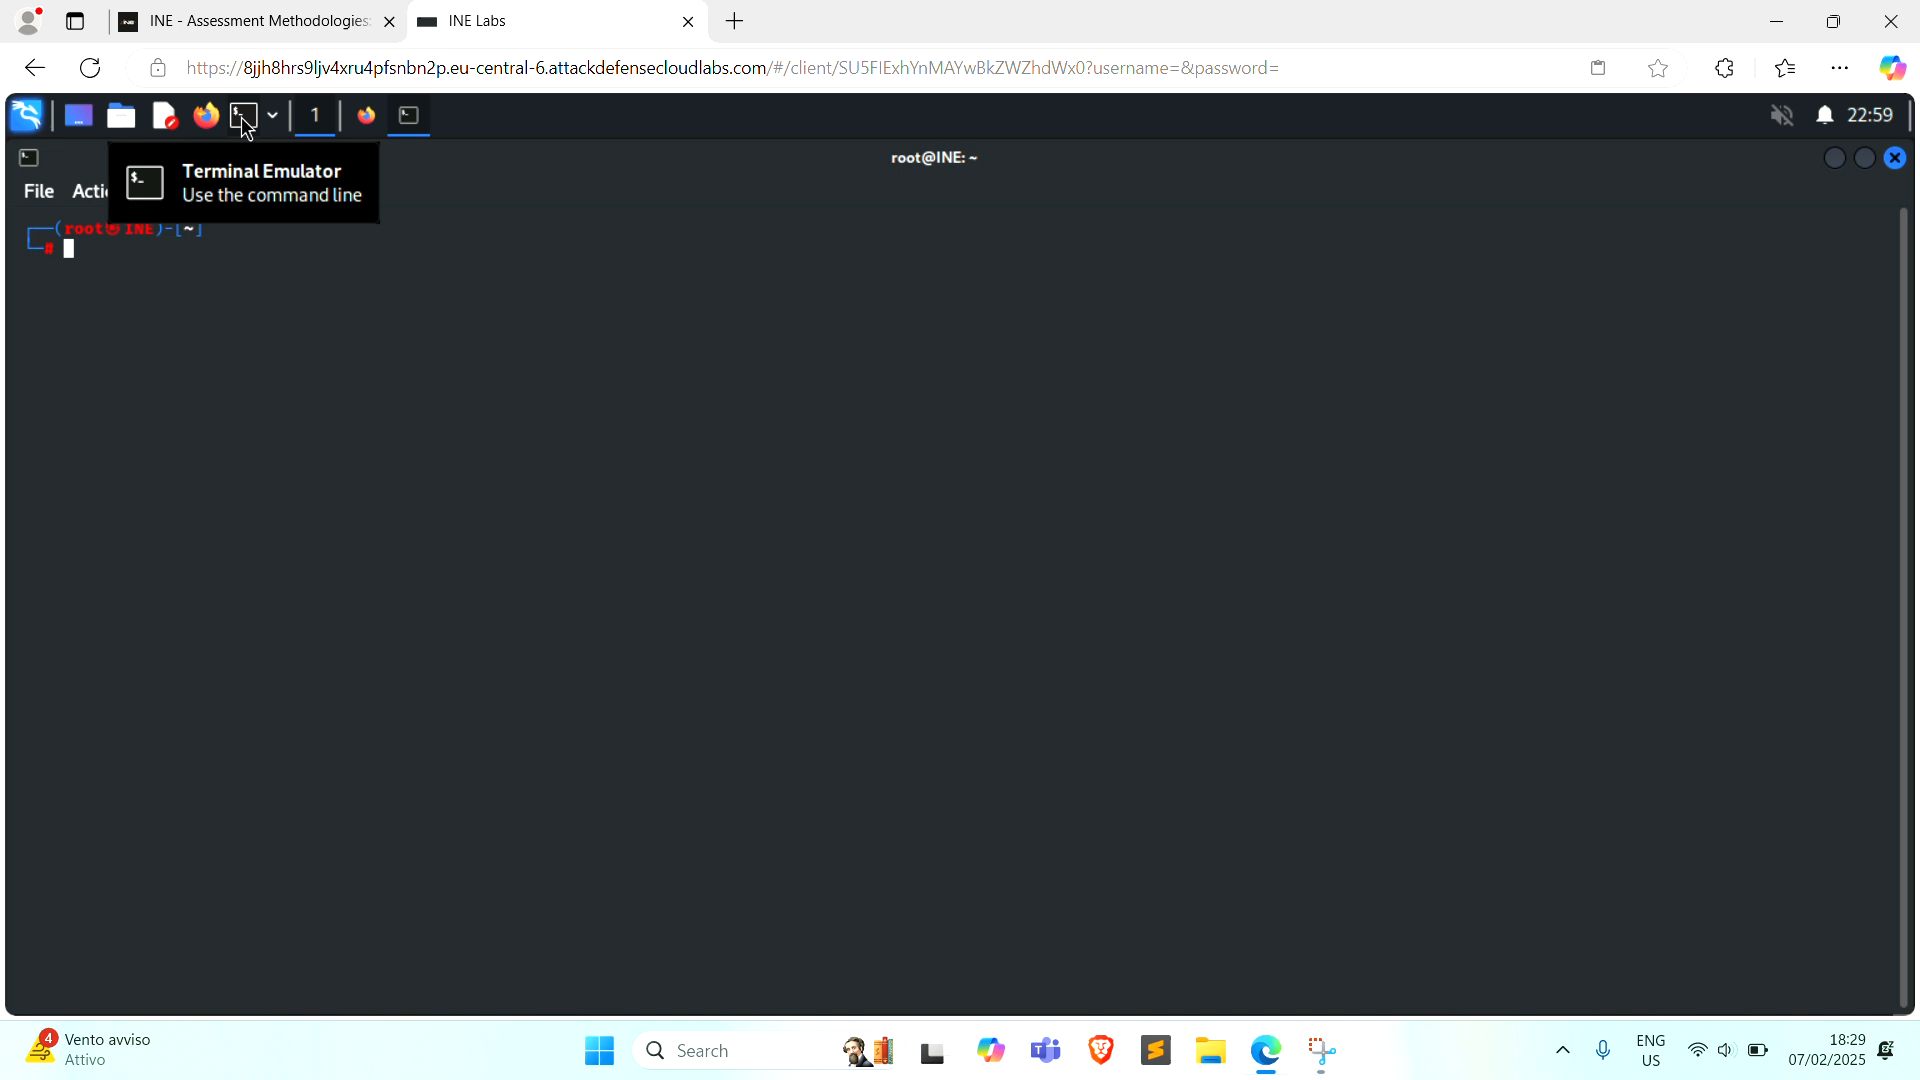 INE - Assessment Methodologies:
INE Labs
https://8jjh8hrs9ljv4xru4pfsnbn2p.eu-central-6.attackdefensecloudlabs.com/#/client/SU5FIExhYnMAYwBkZWZhdWx0?username=&password=
$_ 1 22:59
root@INE: ~
Terminal Emulator
Use the command line
File
(root㉿INE)-[~]
#
4 Vento avviso
Attivo
Search
ENG
US
18:29
07/02/2025